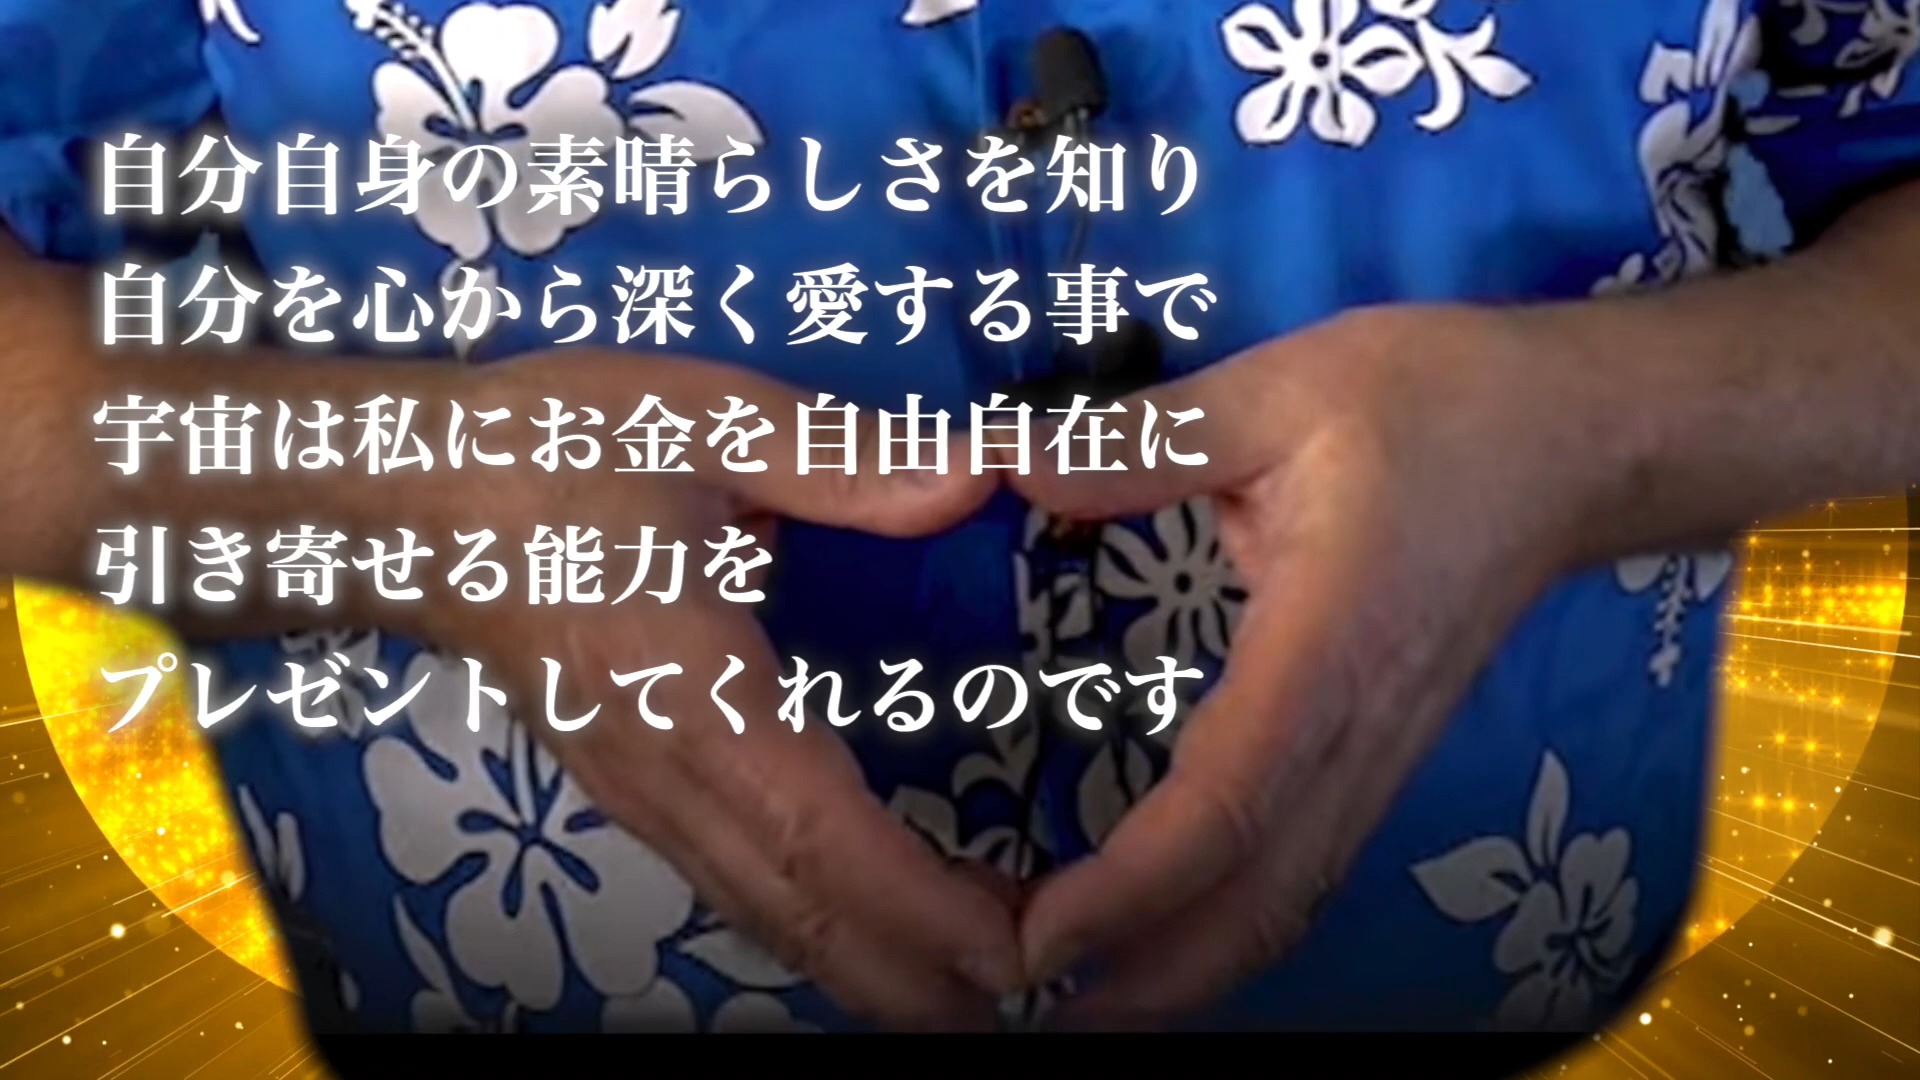 自分自身の素晴らしさを知り
自分を心から深く愛する事で
宇宙は私にお金を自由自在に
引き寄せる能力を
プレゼントしてくれるのです